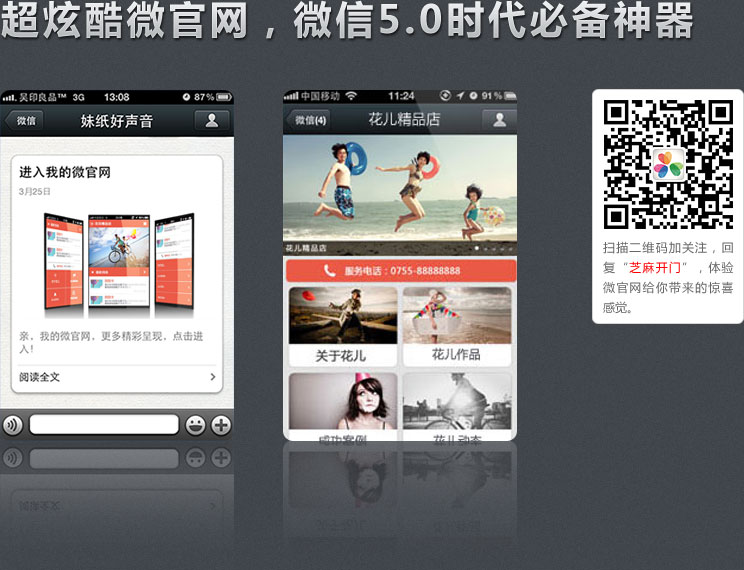 超炫酷微官网，微信5.0时代必备神器
吴印良品™ 3G 13:08 87%
微信 妹纸好声音
进入我的微官网
3月25日
亲，我的微官网，更多精彩呈现，点击进
入！
阅读全文
中国移动 11:24 91%
微信(4) 花儿精品店
花儿精品店
服务电话：0755-88888888
关于花儿 花儿作品
成功案例 花儿动态
扫描二维码加关注，回
复“芝麻开门”，体验
微官网给你带来的惊喜
感觉。